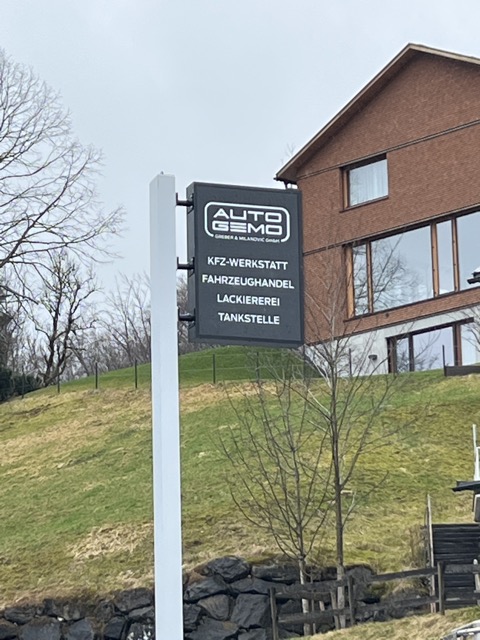 AUTO
GEMO
GREBER & MILANOVIĆ GmbH
KFZ-WERKSTATT
FAHRZEUGHANDEL
LACKIEREREI
TANKSTELLE